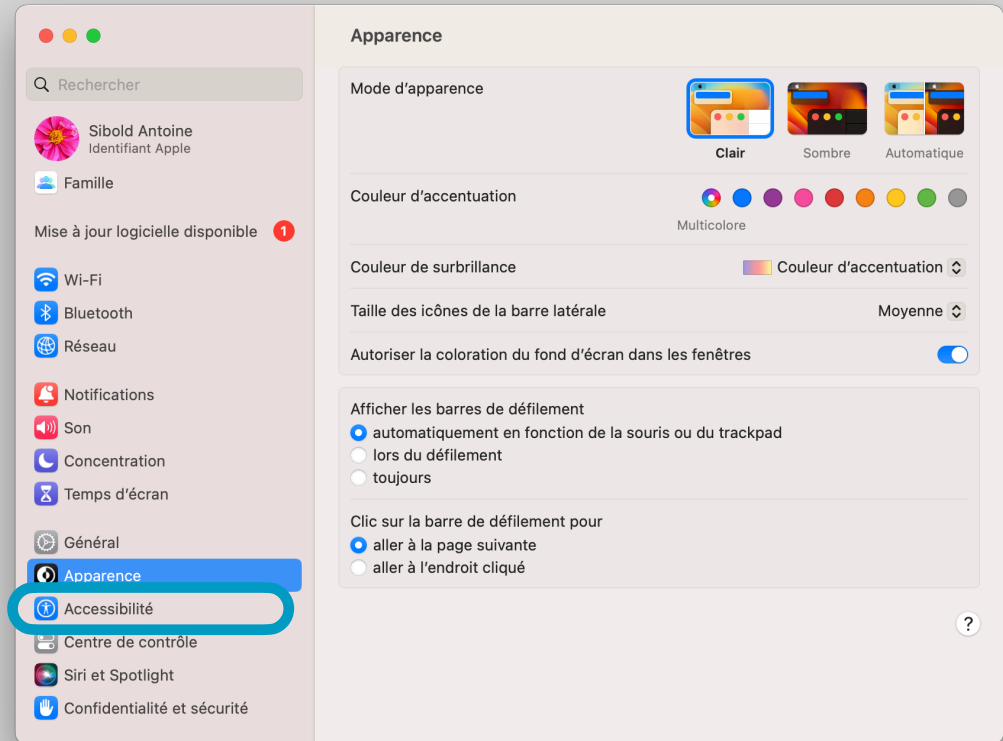 Rechercher
Sibold Antoine
Identifiant Apple
Famille
Mise à jour logicielle disponible 1
Wi-Fi
Bluetooth
Réseau
Notifications
Son
Concentration
Temps d'écran
Général
Apparence
Accessibilité
Centre de contrôle
Siri et Spotlight
Confidentialité et sécurité
Apparence
Mode d'apparence
Clair Sombre Automatique
Couleur d'accentuation
Multicolore
Couleur de surbrillance Couleur d'accentuation
Taille des icônes de la barre latérale Moyenne
Autoriser la coloration du fond d'écran dans les fenêtres
Afficher les barres de défilement
automatiquement en fonction de la souris ou du trackpad
lors du défilement
toujours
Clic sur la barre de défilement pour
aller à la page suivante
aller à l'endroit cliqué
?